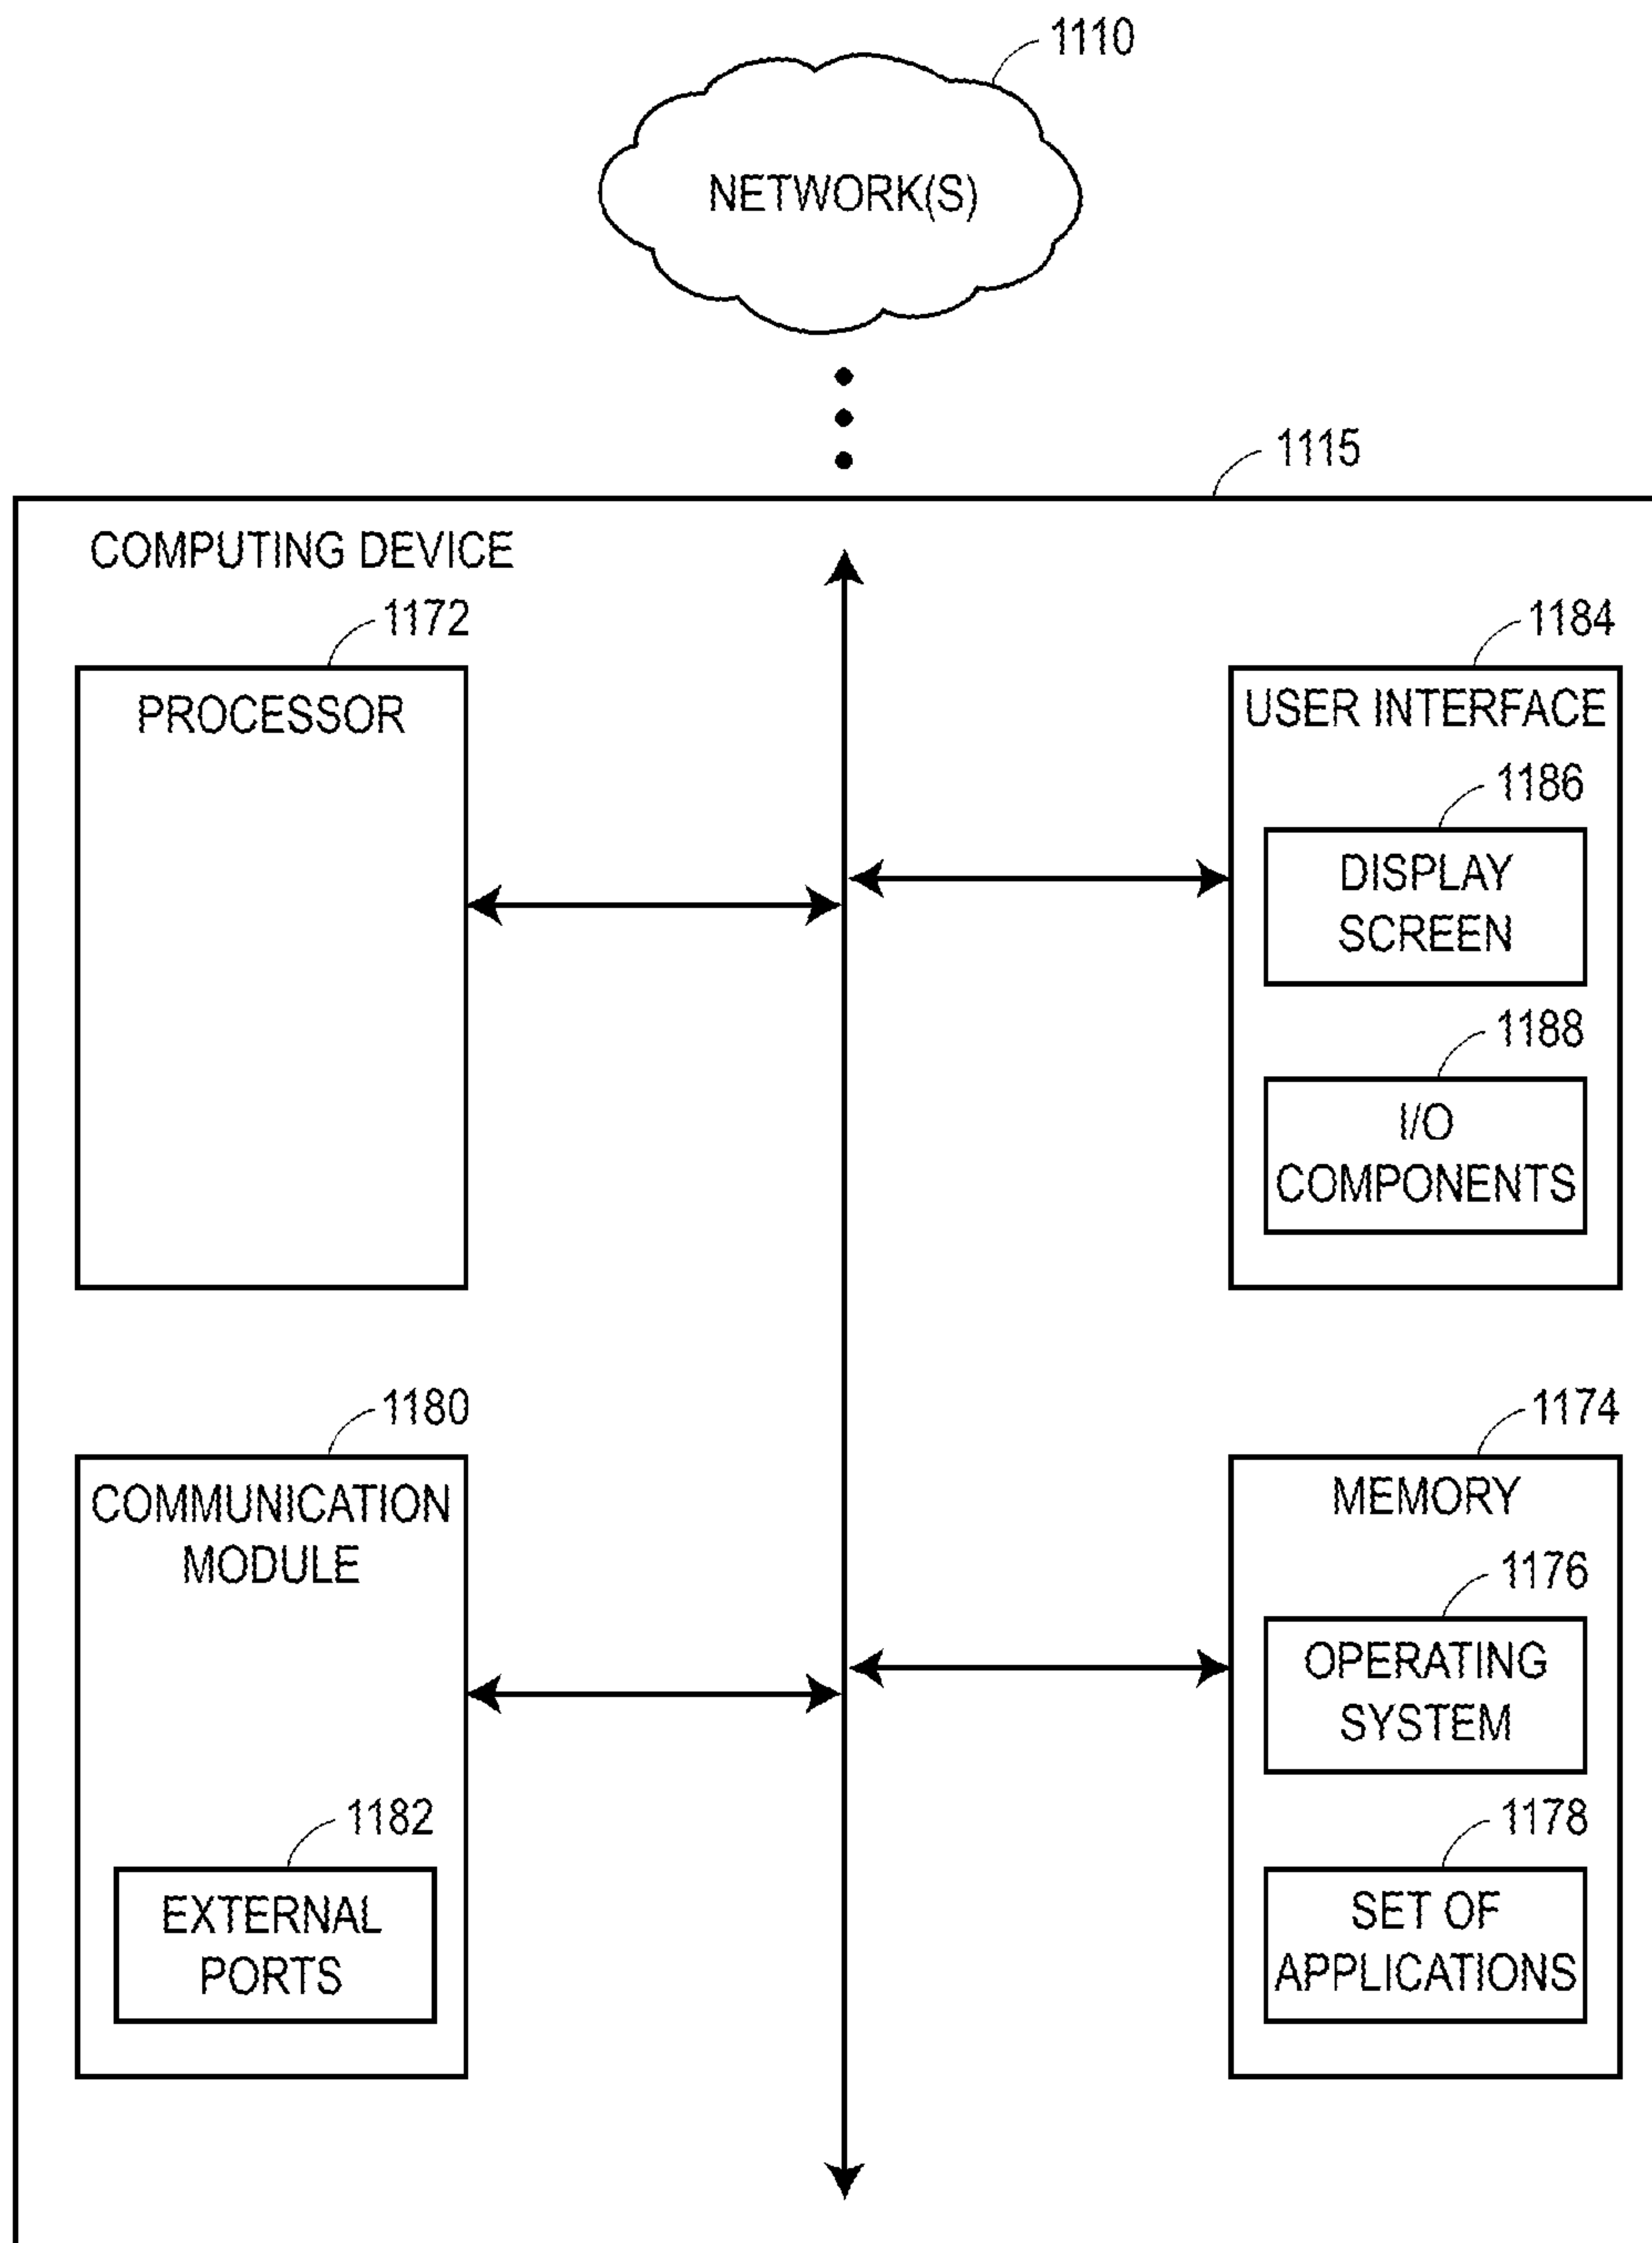 1110
NETWORK(S)
1115
COMPUTING DEVICE
1172
PROCESSOR
1184
USER INTERFACE
1186
DISPLAY
SCREEN
1188
I/O
COMPONENTS
1180
COMMUNICATION
MODULE
1182
EXTERNAL
PORTS
1174
MEMORY
1176
OPERATING
SYSTEM
1178
SET OF
APPLICATIONS